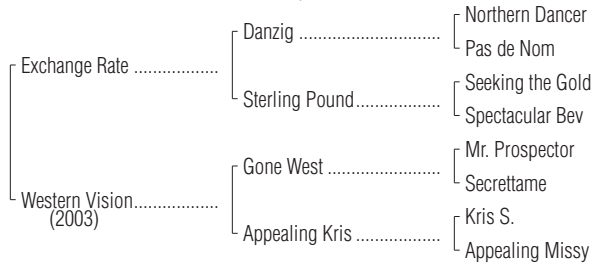 Northern Dancer
Danzig ..............................
Pas de Nom
Exchange Rate ..................
Seeking the Gold
Sterling Pound..................
Spectacular Bev
Mr. Prospector
Gone West ........................
Secrettame
Western Vision..................
(2003)
Kris S.
Appealing Kris ..................
Appealing Missy